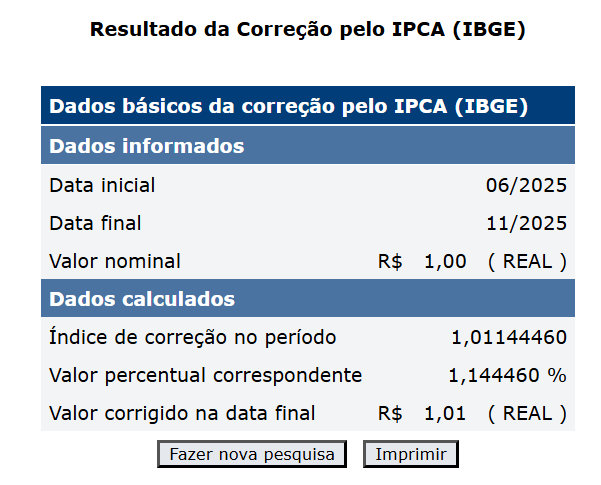 Resultado da Correção pelo IPCA (IBGE)
Dados básicos da correção pelo IPCA (IBGE)
Dados informados
Data inicial 06/2025
Data final 11/2025
Valor nominal R$ 1,00 ( REAL )
Dados calculados
Índice de correção no período 1,01144460
Valor percentual correspondente 1,144460 %
Valor corrigido na data final R$ 1,01 ( REAL )
Fazer nova pesquisa Imprimir